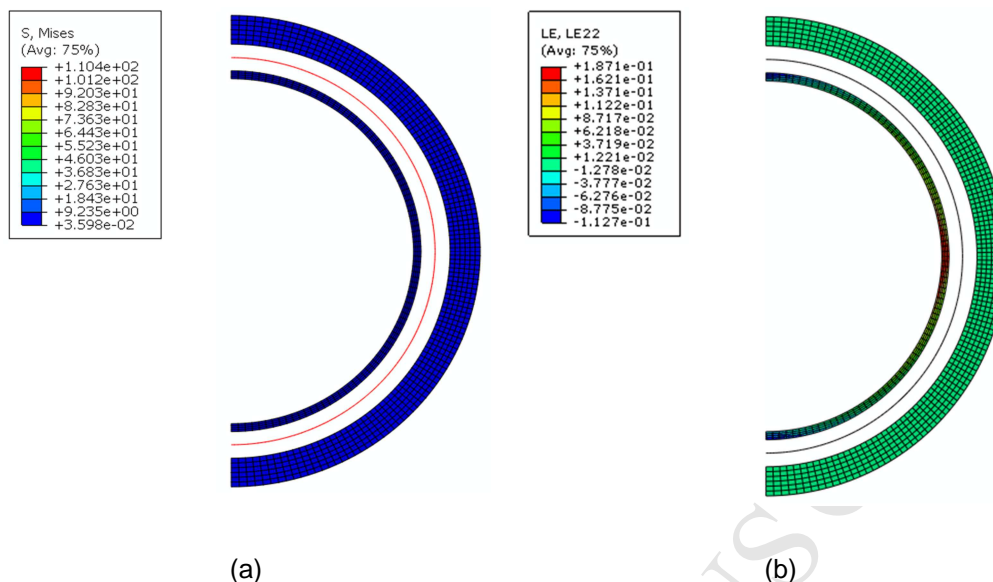 S, Mises
(Avg: 75%)
+1.104e+02
+1.012e+02
+9.203e+01
+8.283e+01
+7.363e+01
+6.443e+01
+5.523e+01
+4.603e+01
+3.683e+01
+2.763e+01
+1.843e+01
+9.235e+00
+3.598e-02
LE, LE22
(Avg: 75%)
+1.871e-01
+1.621e-01
+1.371e-01
+1.122e-01
+8.717e-02
+6.218e-02
+3.719e-02
+1.221e-02
-1.278e-02
-3.777e-02
-6.276e-02
-8.775e-02
-1.127e-01
(a)
(b)